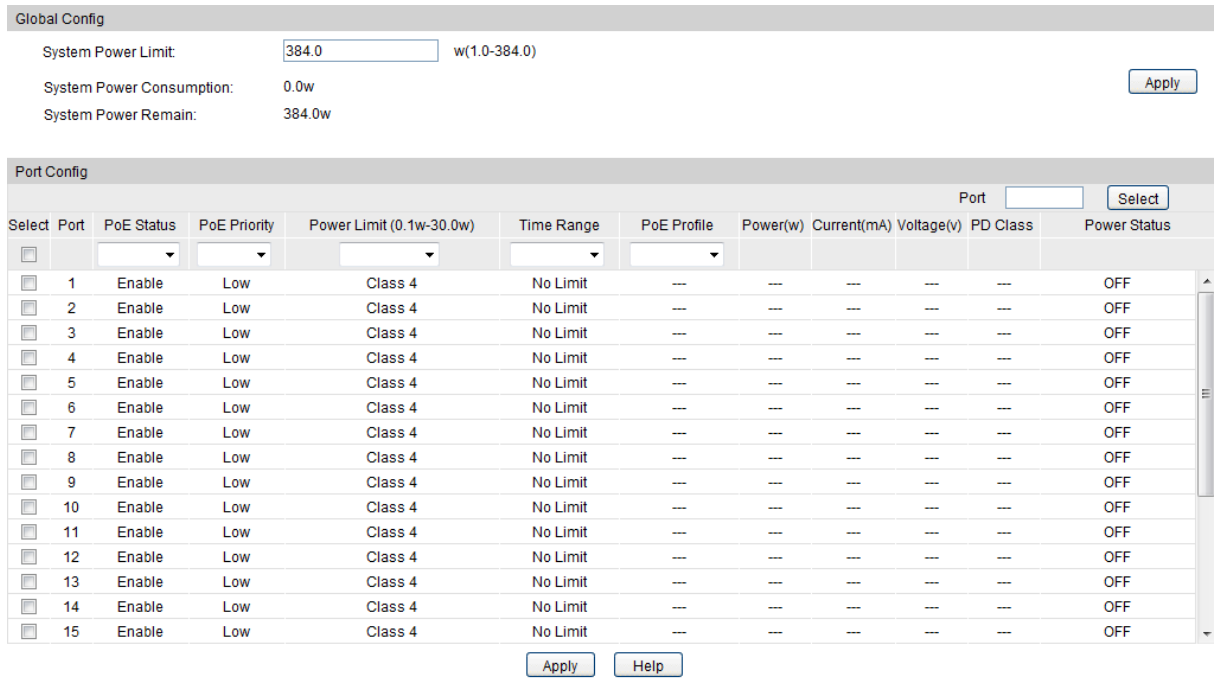 Global Config
System Power Limit: 384.0 w(1.0-384.0)
System Power Consumption: 0.0w
Apply
System Power Remain: 384.0w
Port Config
Port Select
Select Port PoE Status PoE Priority Power Limit (0.1w-30.0w) Time Range PoE Profile Power(w) Current(mA) Voltage(v) PD Class Power Status
1 Enable Low Class 4 No Limit --- --- --- --- --- OFF
2 Enable Low Class 4 No Limit --- --- --- --- --- OFF
3 Enable Low Class 4 No Limit --- --- --- --- --- OFF
4 Enable Low Class 4 No Limit --- --- --- --- --- OFF
5 Enable Low Class 4 No Limit --- --- --- --- --- OFF
6 Enable Low Class 4 No Limit --- --- --- --- --- OFF
7 Enable Low Class 4 No Limit --- --- --- --- --- OFF
8 Enable Low Class 4 No Limit --- --- --- --- --- OFF
9 Enable Low Class 4 No Limit --- --- --- --- --- OFF
10 Enable Low Class 4 No Limit --- --- --- --- --- OFF
11 Enable Low Class 4 No Limit --- --- --- --- --- OFF
12 Enable Low Class 4 No Limit --- --- --- --- --- OFF
13 Enable Low Class 4 No Limit --- --- --- --- --- OFF
14 Enable Low Class 4 No Limit --- --- --- --- --- OFF
15 Enable Low Class 4 No Limit --- --- --- --- --- OFF
Apply Help